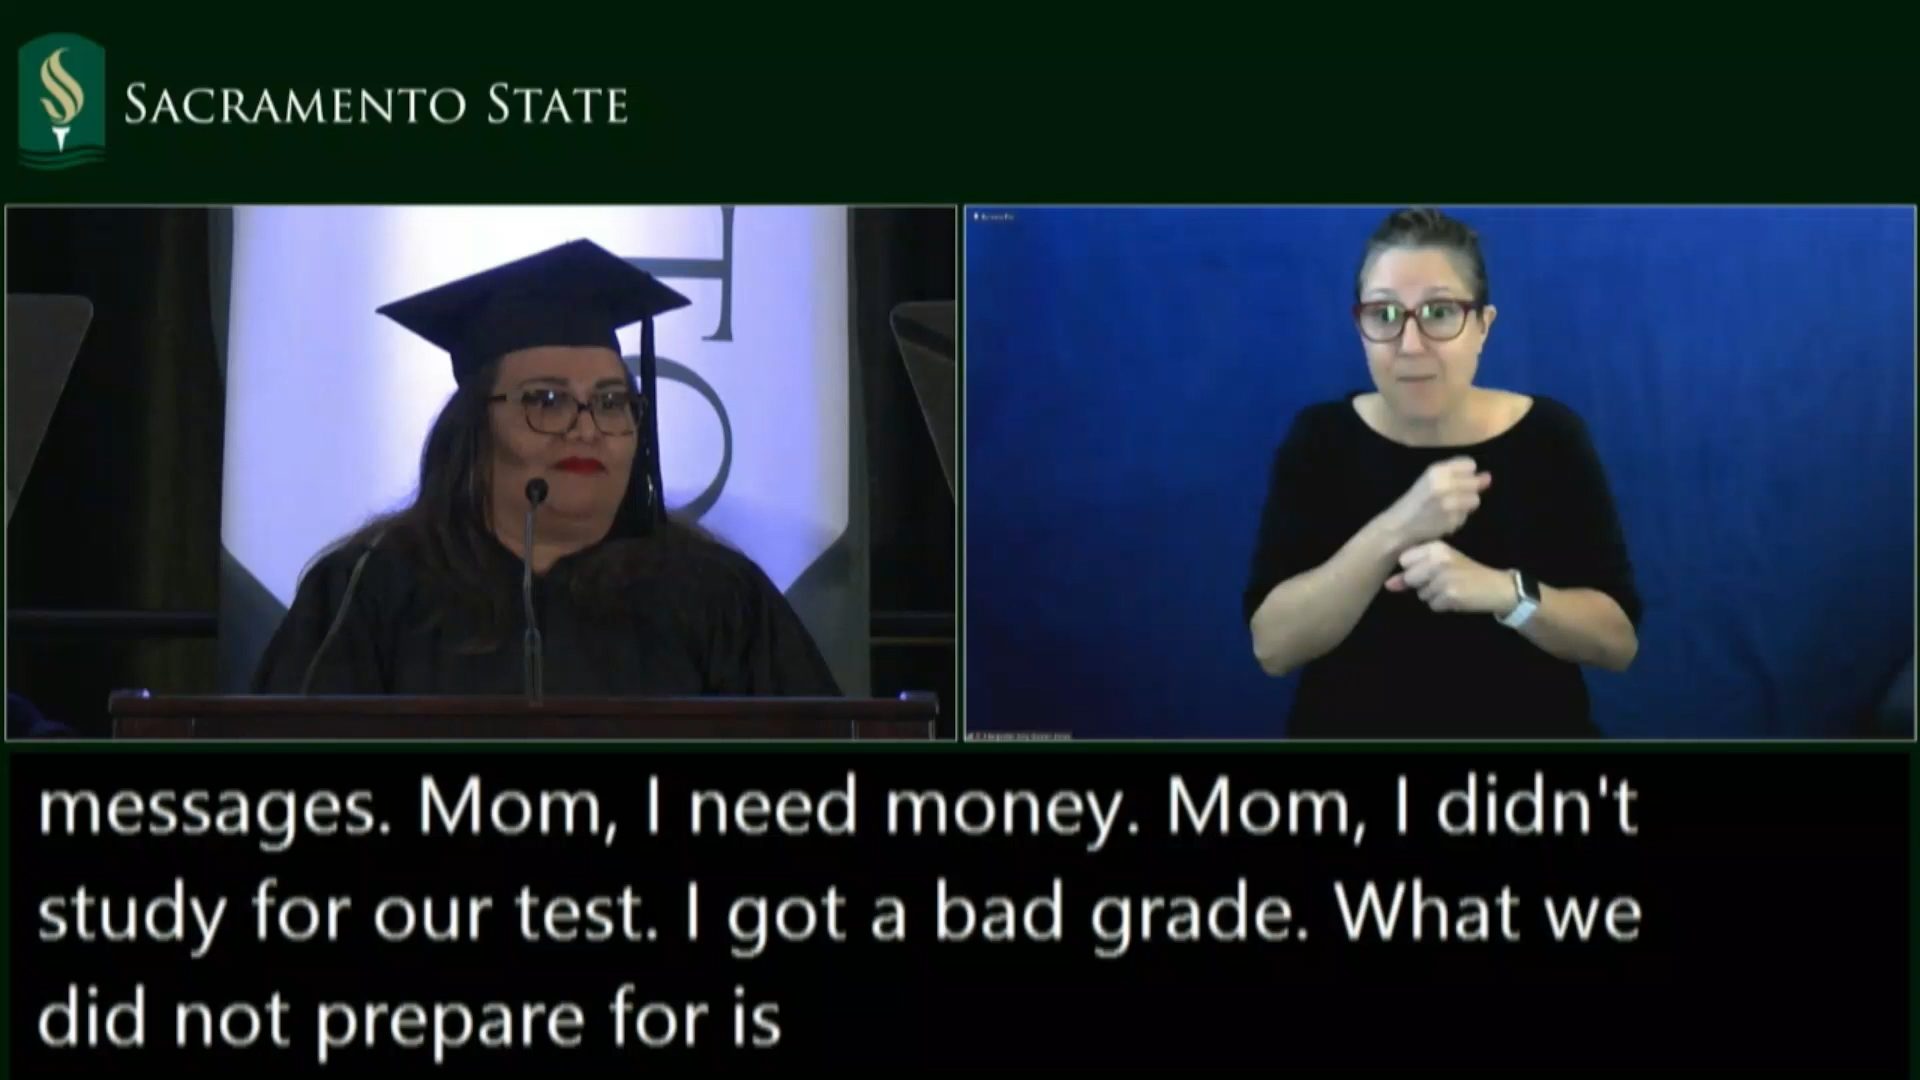 SACRAMENTO STATE
TO
messages. Mom, I need money. Mom, I didn't
study for our test. I got a bad grade. What we
did not prepare for is